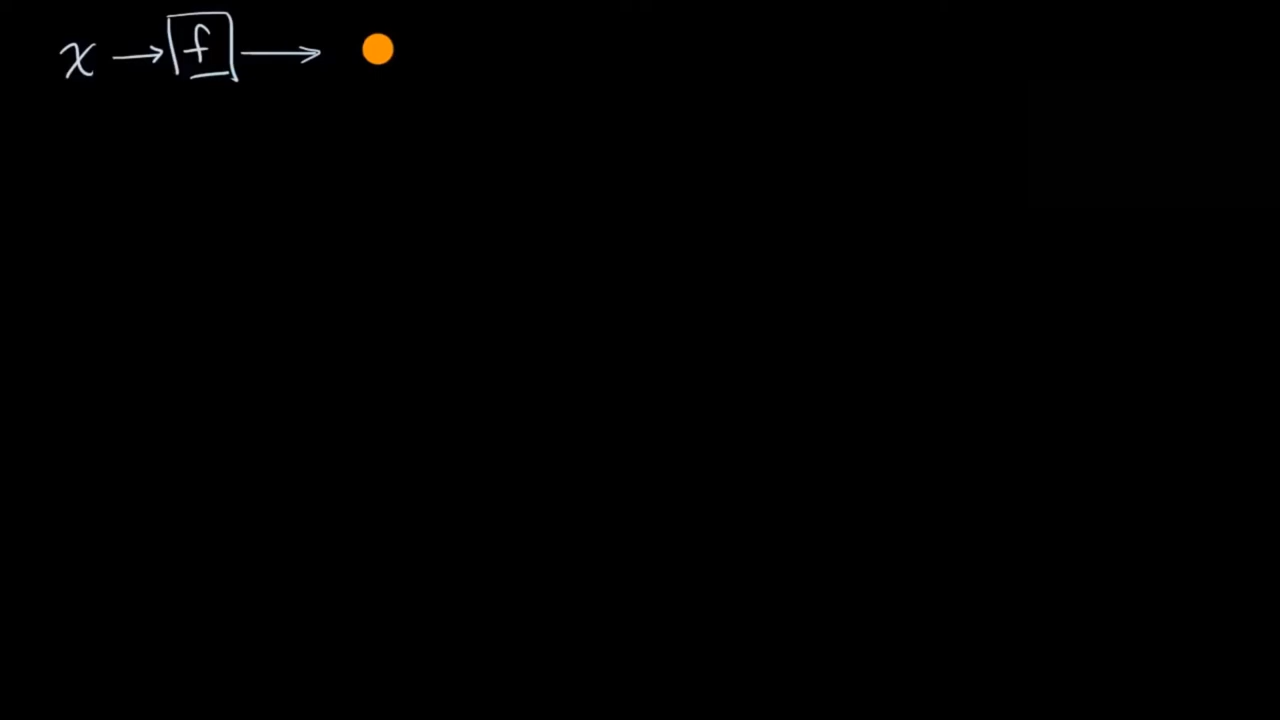 x → f →